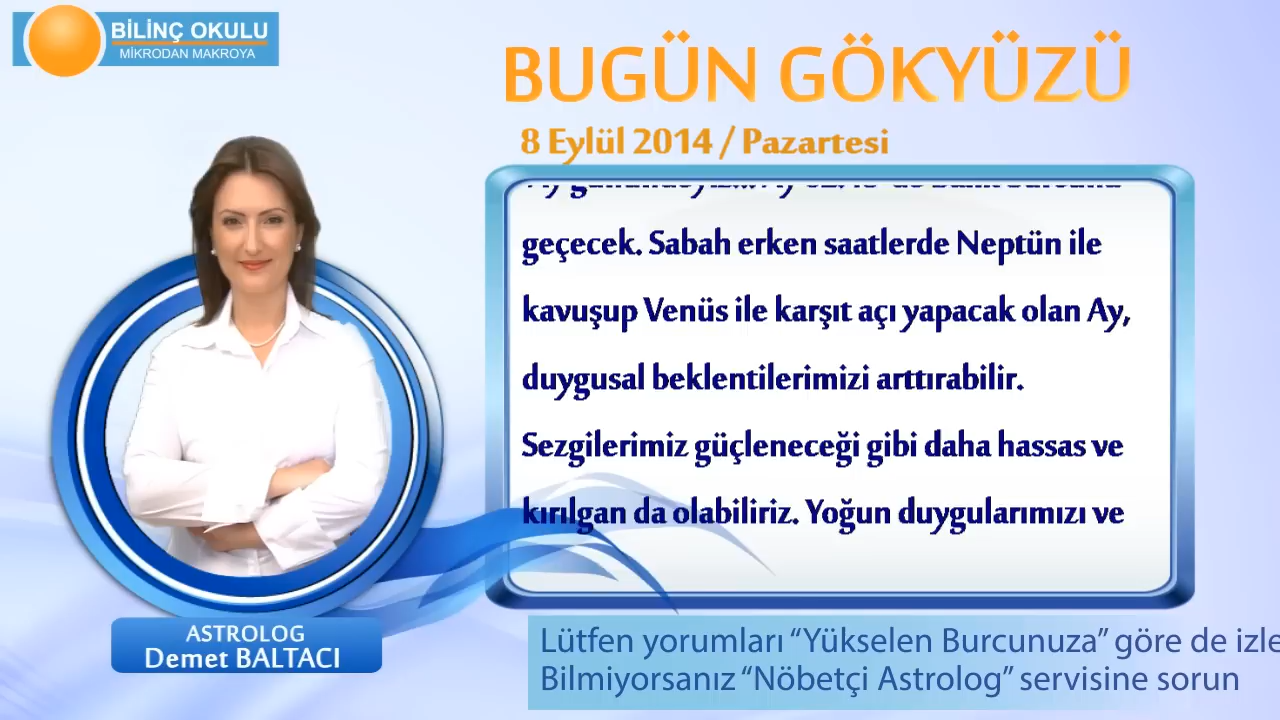 BİLİNÇ OKULU
MİKRODAN MAKROYA
BUGÜN GÖKYÜZÜ
8 Eylül 2014 / Pazartesi
geçecek. Sabah erken saatlerde Neptün ile
kavuşup Venüs ile karşıt açı yapacak olan Ay,
duygusal beklentilerimizi arttırabilir.
Sezgilerimiz güçleneceği gibi daha hassas ve
kırılgan da olabiliriz. Yoğun duygularımızı ve
ASTROLOG
Demet BALTACI
Lütfen yorumları “Yükselen Burcunuza” göre de izle
Bilmiyorsanız “Nöbetçi Astrolog” servisine sorun